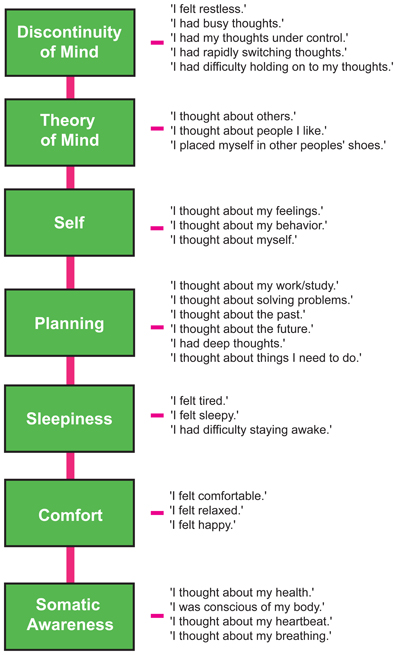 Discontinuity
of Mind
'I felt restless.'
'I had busy thoughts.'
'I had my thoughts under control.'
'I had rapidly switching thoughts.'
'I had difficulty holding on to my thoughts.'
Theory
of Mind
'I thought about others.'
'I thought about people I like.'
'I placed myself in other peoples' shoes.'
Self
'I thought about my feelings.'
'I thought about my behavior.'
'I thought about myself.'
Planning
'I thought about my work/study.'
'I thought about solving problems.'
'I thought about the past.'
'I thought about the future.'
'I had deep thoughts.'
'I thought about things I need to do.'
Sleepiness
'I felt tired.'
'I felt sleepy.'
'I had difficulty staying awake.'
Comfort
'I felt comfortable.'
'I felt relaxed.'
'I felt happy.'
Somatic
Awareness
'I thought about my health.'
'I was conscious of my body.'
'I thought about my heartbeat.'
'I thought about my breathing.'